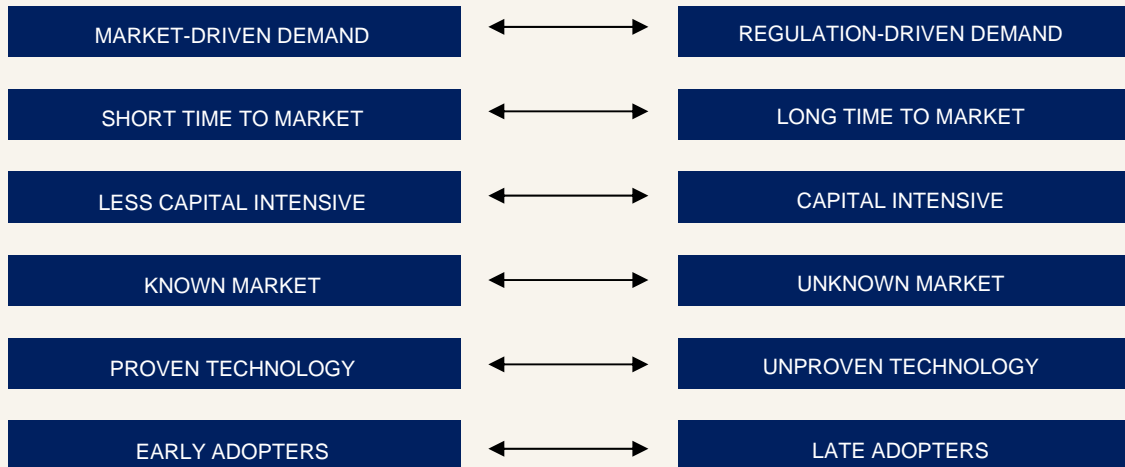 MARKET-DRIVEN DEMAND
REGULATION-DRIVEN DEMAND
SHORT TIME TO MARKET
LONG TIME TO MARKET
LESS CAPITAL INTENSIVE
CAPITAL INTENSIVE
KNOWN MARKET
UNKNOWN MARKET
PROVEN TECHNOLOGY
UNPROVEN TECHNOLOGY
EARLY ADOPTERS
LATE ADOPTERS